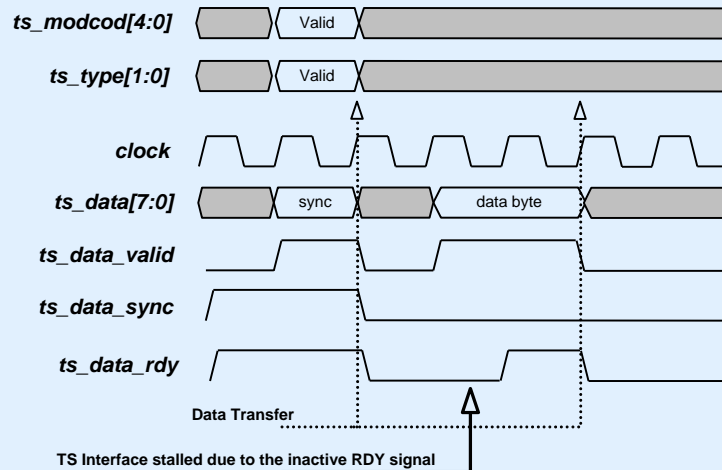 ts_modcod[4:0]
Valid
ts_type[1:0]
Valid
clock
ts_data[7:0]
sync
data byte
ts_data_valid
ts_data_sync
ts_data_rdy
Data Transfer
TS Interface stalled due to the inactive RDY signal